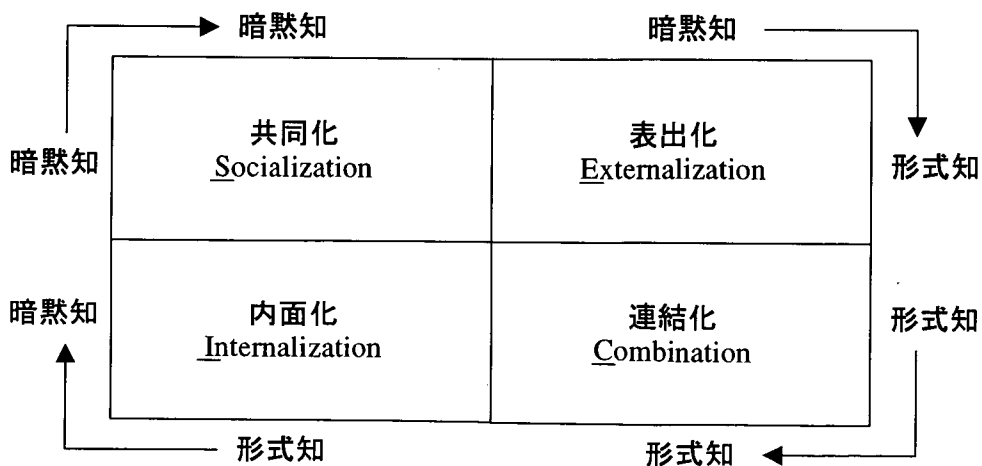 暗黙知
暗黙知
共同化
Socialization
表出化
Externalization
暗黙知
形式知
内面化
Internalization
連結化
Combination
暗黙知
形式知
形式知
形式知